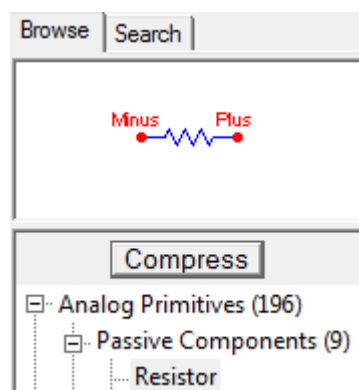 Browse Search
Minus Plus
Compress
Analog Primitives (196)
Passive Components (9)
Resistor